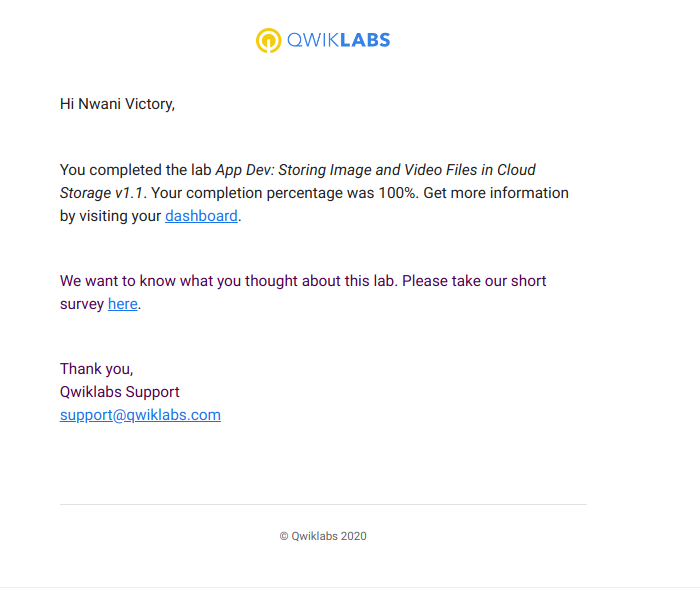 QWIKLABS
Hi Nwani Victory,
You completed the lab App Dev: Storing Image and Video Files in Cloud
Storage v1.1. Your completion percentage was 100%. Get more information
by visiting your dashboard.
We want to know what you thought about this lab. Please take our short
survey here.
Thank you,
Qwiklabs Support
support@qwiklabs.com
© Qwiklabs 2020